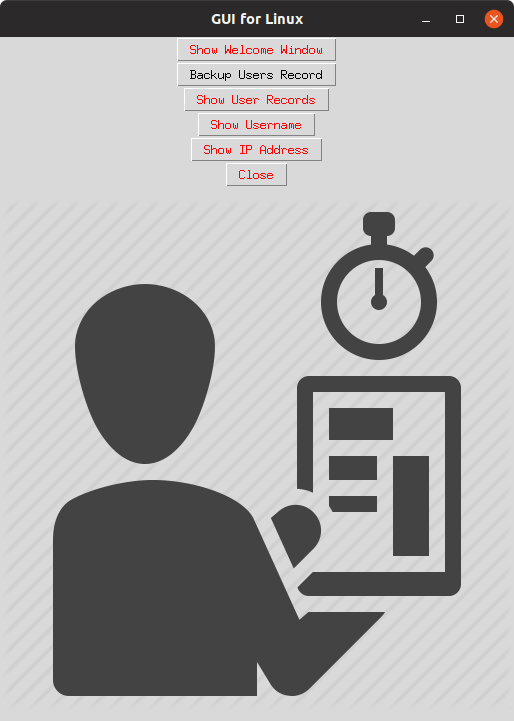 GUI for Linux
Show Welcome Window
Backup Users Record
Show User Records
Show Username
Show IP Address
Close